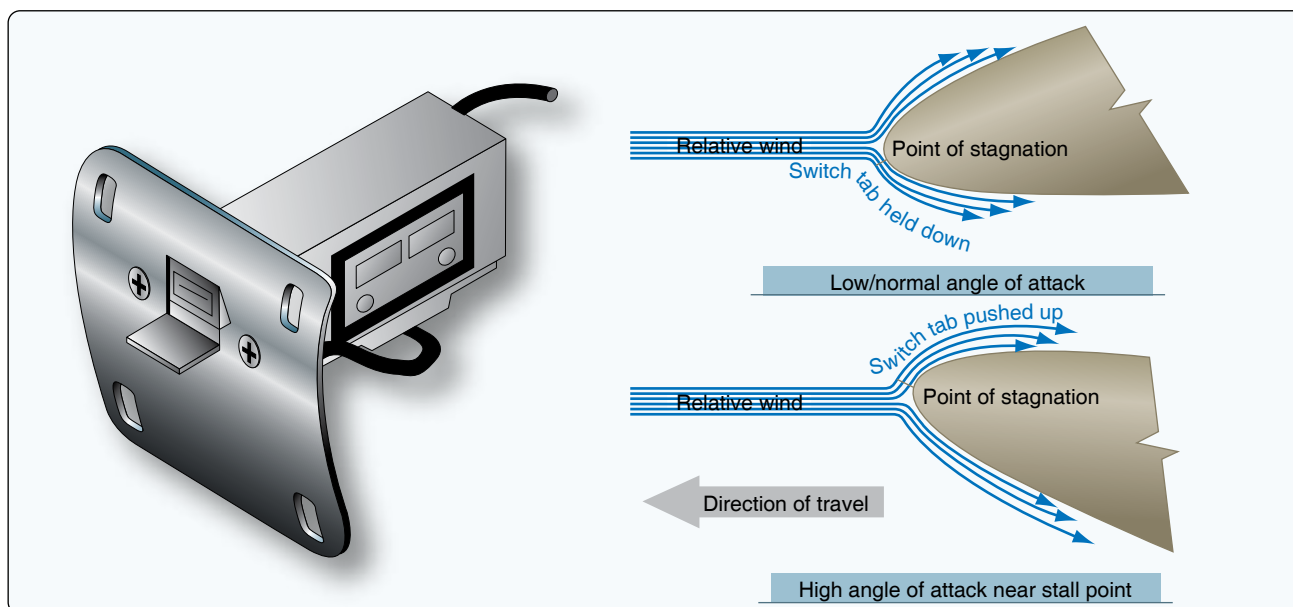 Relative wind
Point of stagnation
Switch tab held down
Low/normal angle of attack
Switch tab pushed up
Relative wind
Point of stagnation
Direction of travel
High angle of attack near stall point